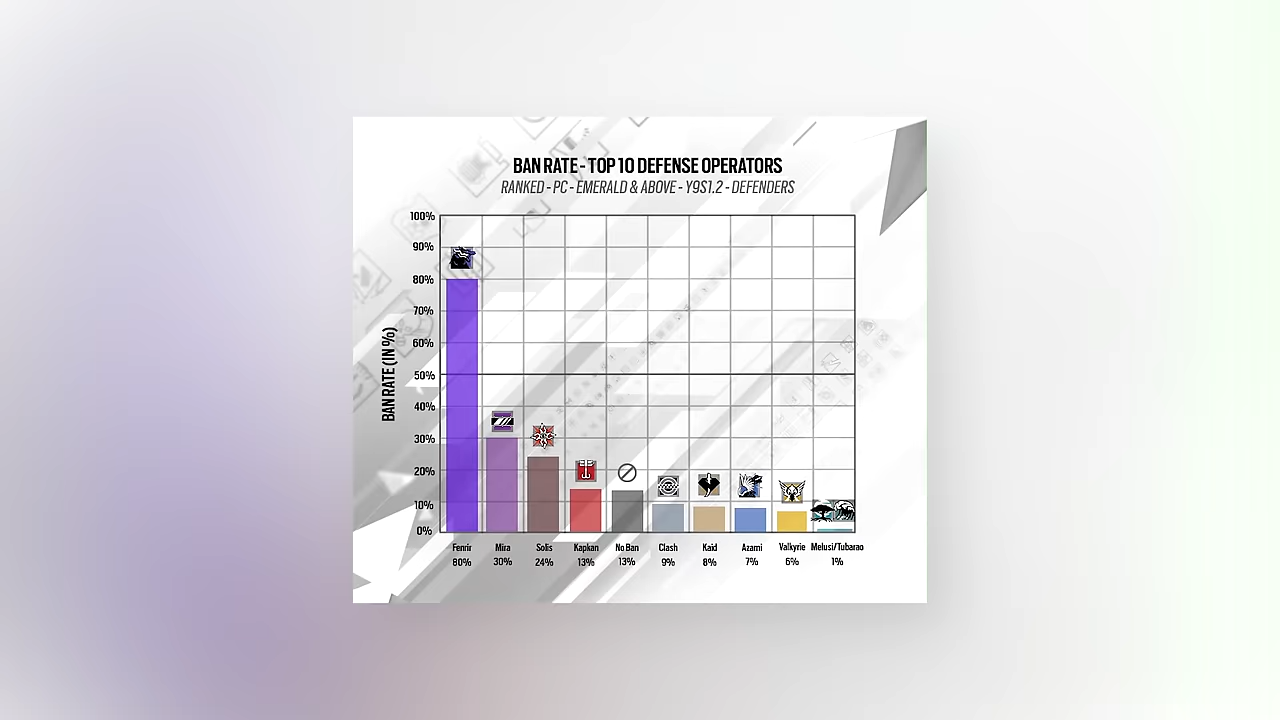 BAN RATE - TOP 10 DEFENSE OPERATORS
RANKED - PC - EMERALD & ABOVE - Y9S1.2 - DEFENDERS
BAN RATE (IN %)
100%
90%
80%
70%
60%
50%
40%
30%
20%
10%
0%
Fenrir Mira Solis Kapkan No Ban Clash Kaid Azami Valkyrie Melusi/Tubarao
80% 30% 24% 13% 13% 9% 8% 7% 6% 1%